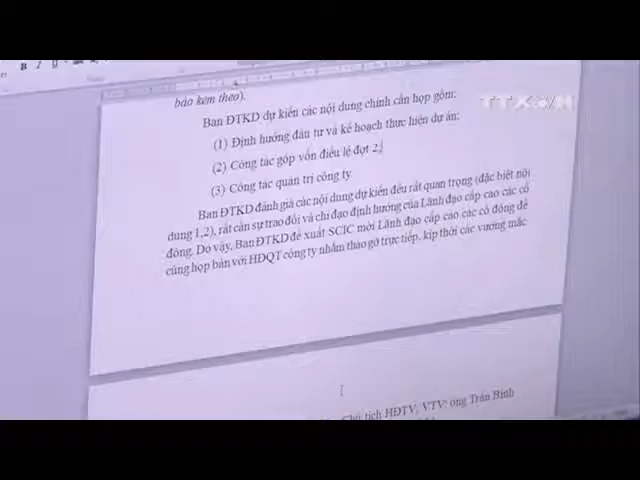 TTXVN
báo kèm theo).
Ban ĐTKD dự kiến các nội dung chính cần họp gồm:
(1) Định hướng đầu tư và kế hoạch thực hiện dự án;
(2) Công tác góp vốn điều lệ đợt 2;
(3) Công tác quản trị công ty
Ban ĐTKD đánh giá các nội dung dự kiến đều rất quan trọng (đặc biệt nội
dung 1,2), rất cần sự trao đổi và chỉ đạo định hướng của Lãnh đạo cấp cao các cổ
đông. Do vậy, Ban ĐTKD đề xuất SCIC mời Lãnh đạo cấp cao các cổ đông để
cùng họp bàn với HĐQT công ty nhằm tháo gỡ trực tiếp, kịp thời các vướng mắc
Chủ tịch HĐTV, VTV: ông Trần Bình